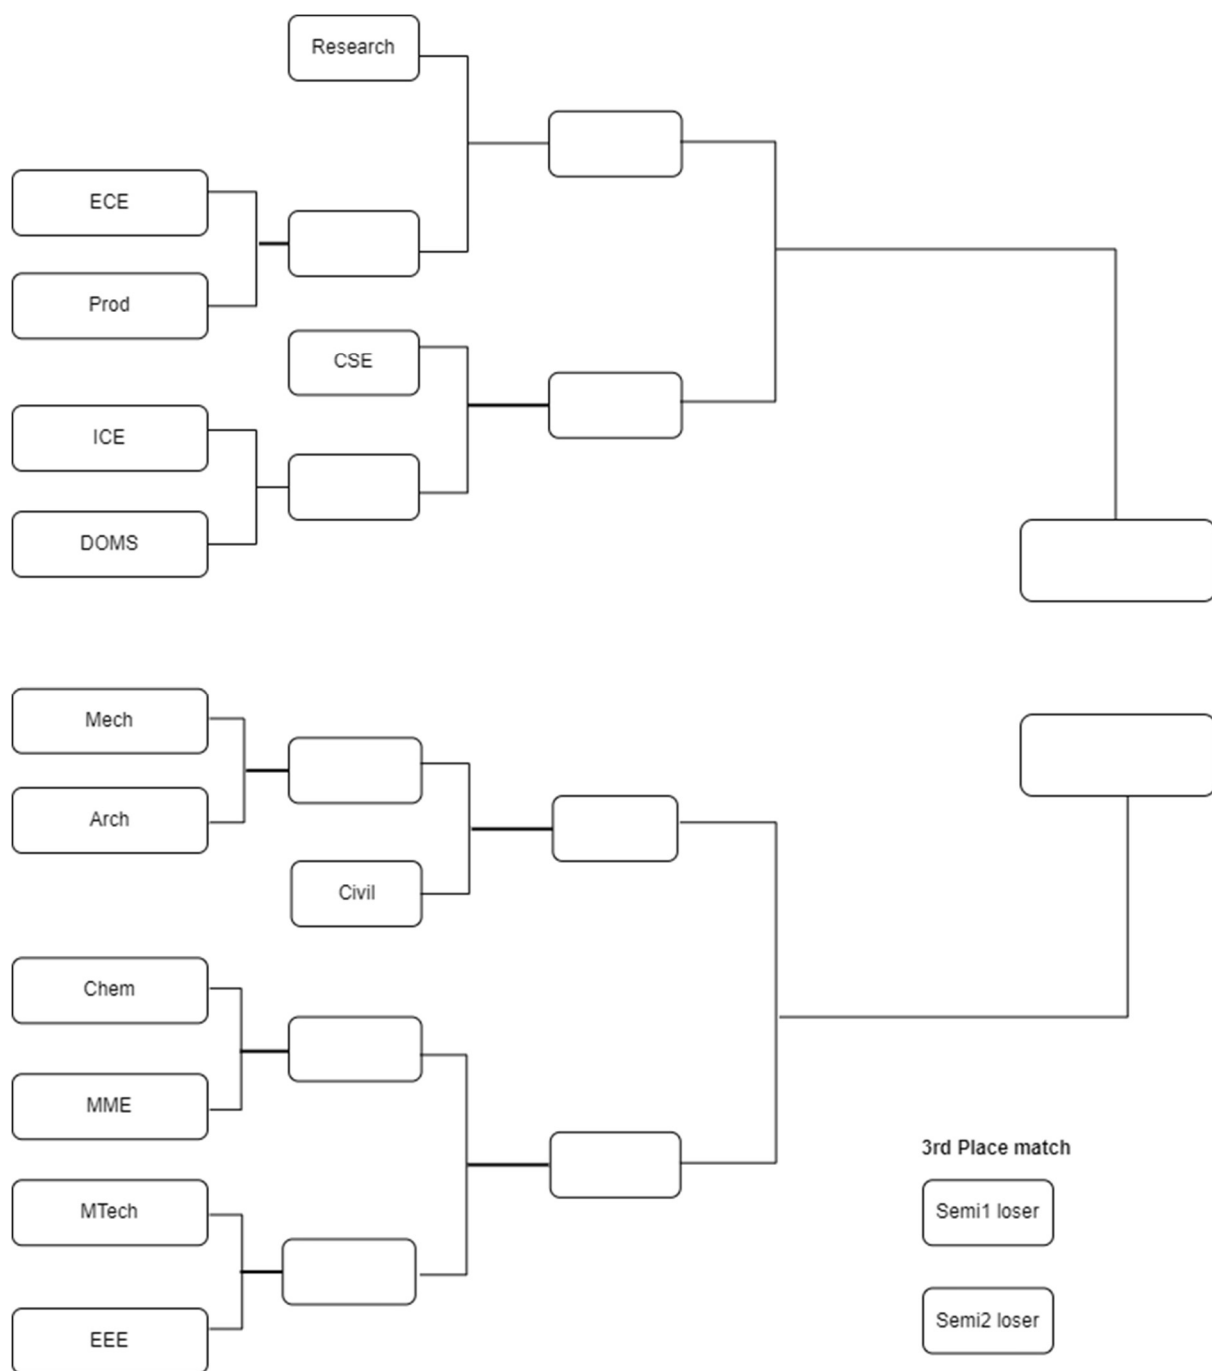 Research
ECE
Prod
CSE
ICE
DOMS
Mech
Arch
Civil
Chem
MME
MTech
EEE
3rd Place match
Semi1 loser
Semi2 loser